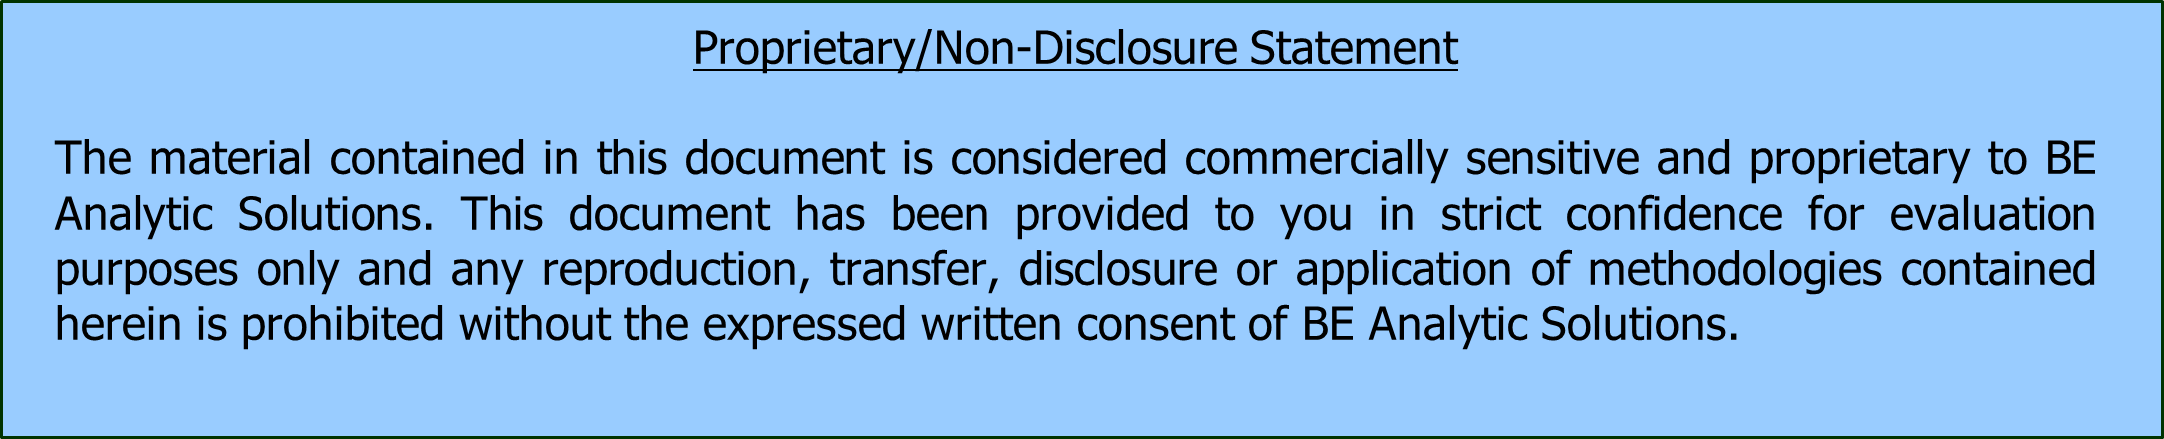 Proprietary/Non-Disclosure Statement
The material contained in this document is considered commercially sensitive and proprietary to BE
Analytic Solutions. This document has been provided to you in strict confidence for evaluation
purposes only and any reproduction, transfer, disclosure or application of methodologies contained
herein is prohibited without the expressed written consent of BE Analytic Solutions.